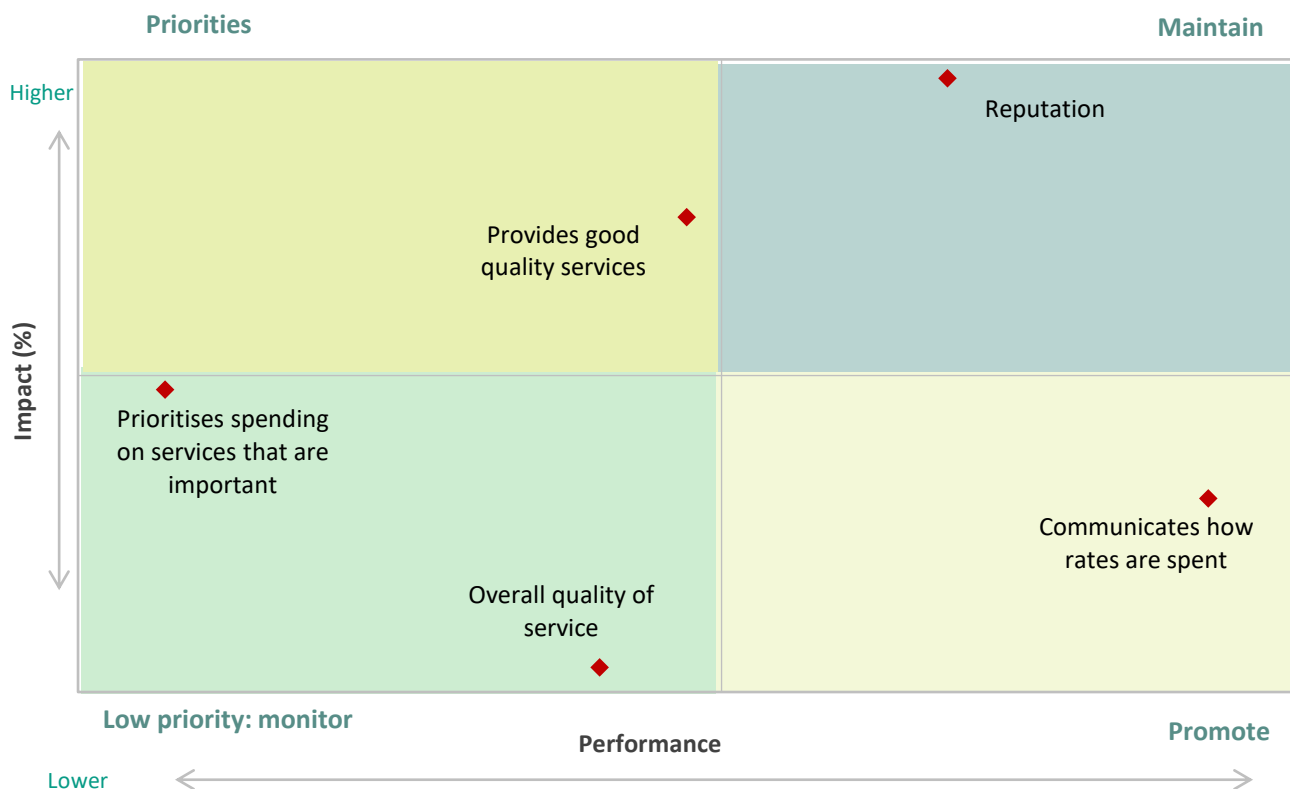 Priorities
Maintain
Higher
Reputation
Provides good
quality services
Impact (%)
Prioritises spending
on services that are
important
Communicates how
rates are spent
Overall quality of
service
Low priority: monitor
Performance
Promote
Lower